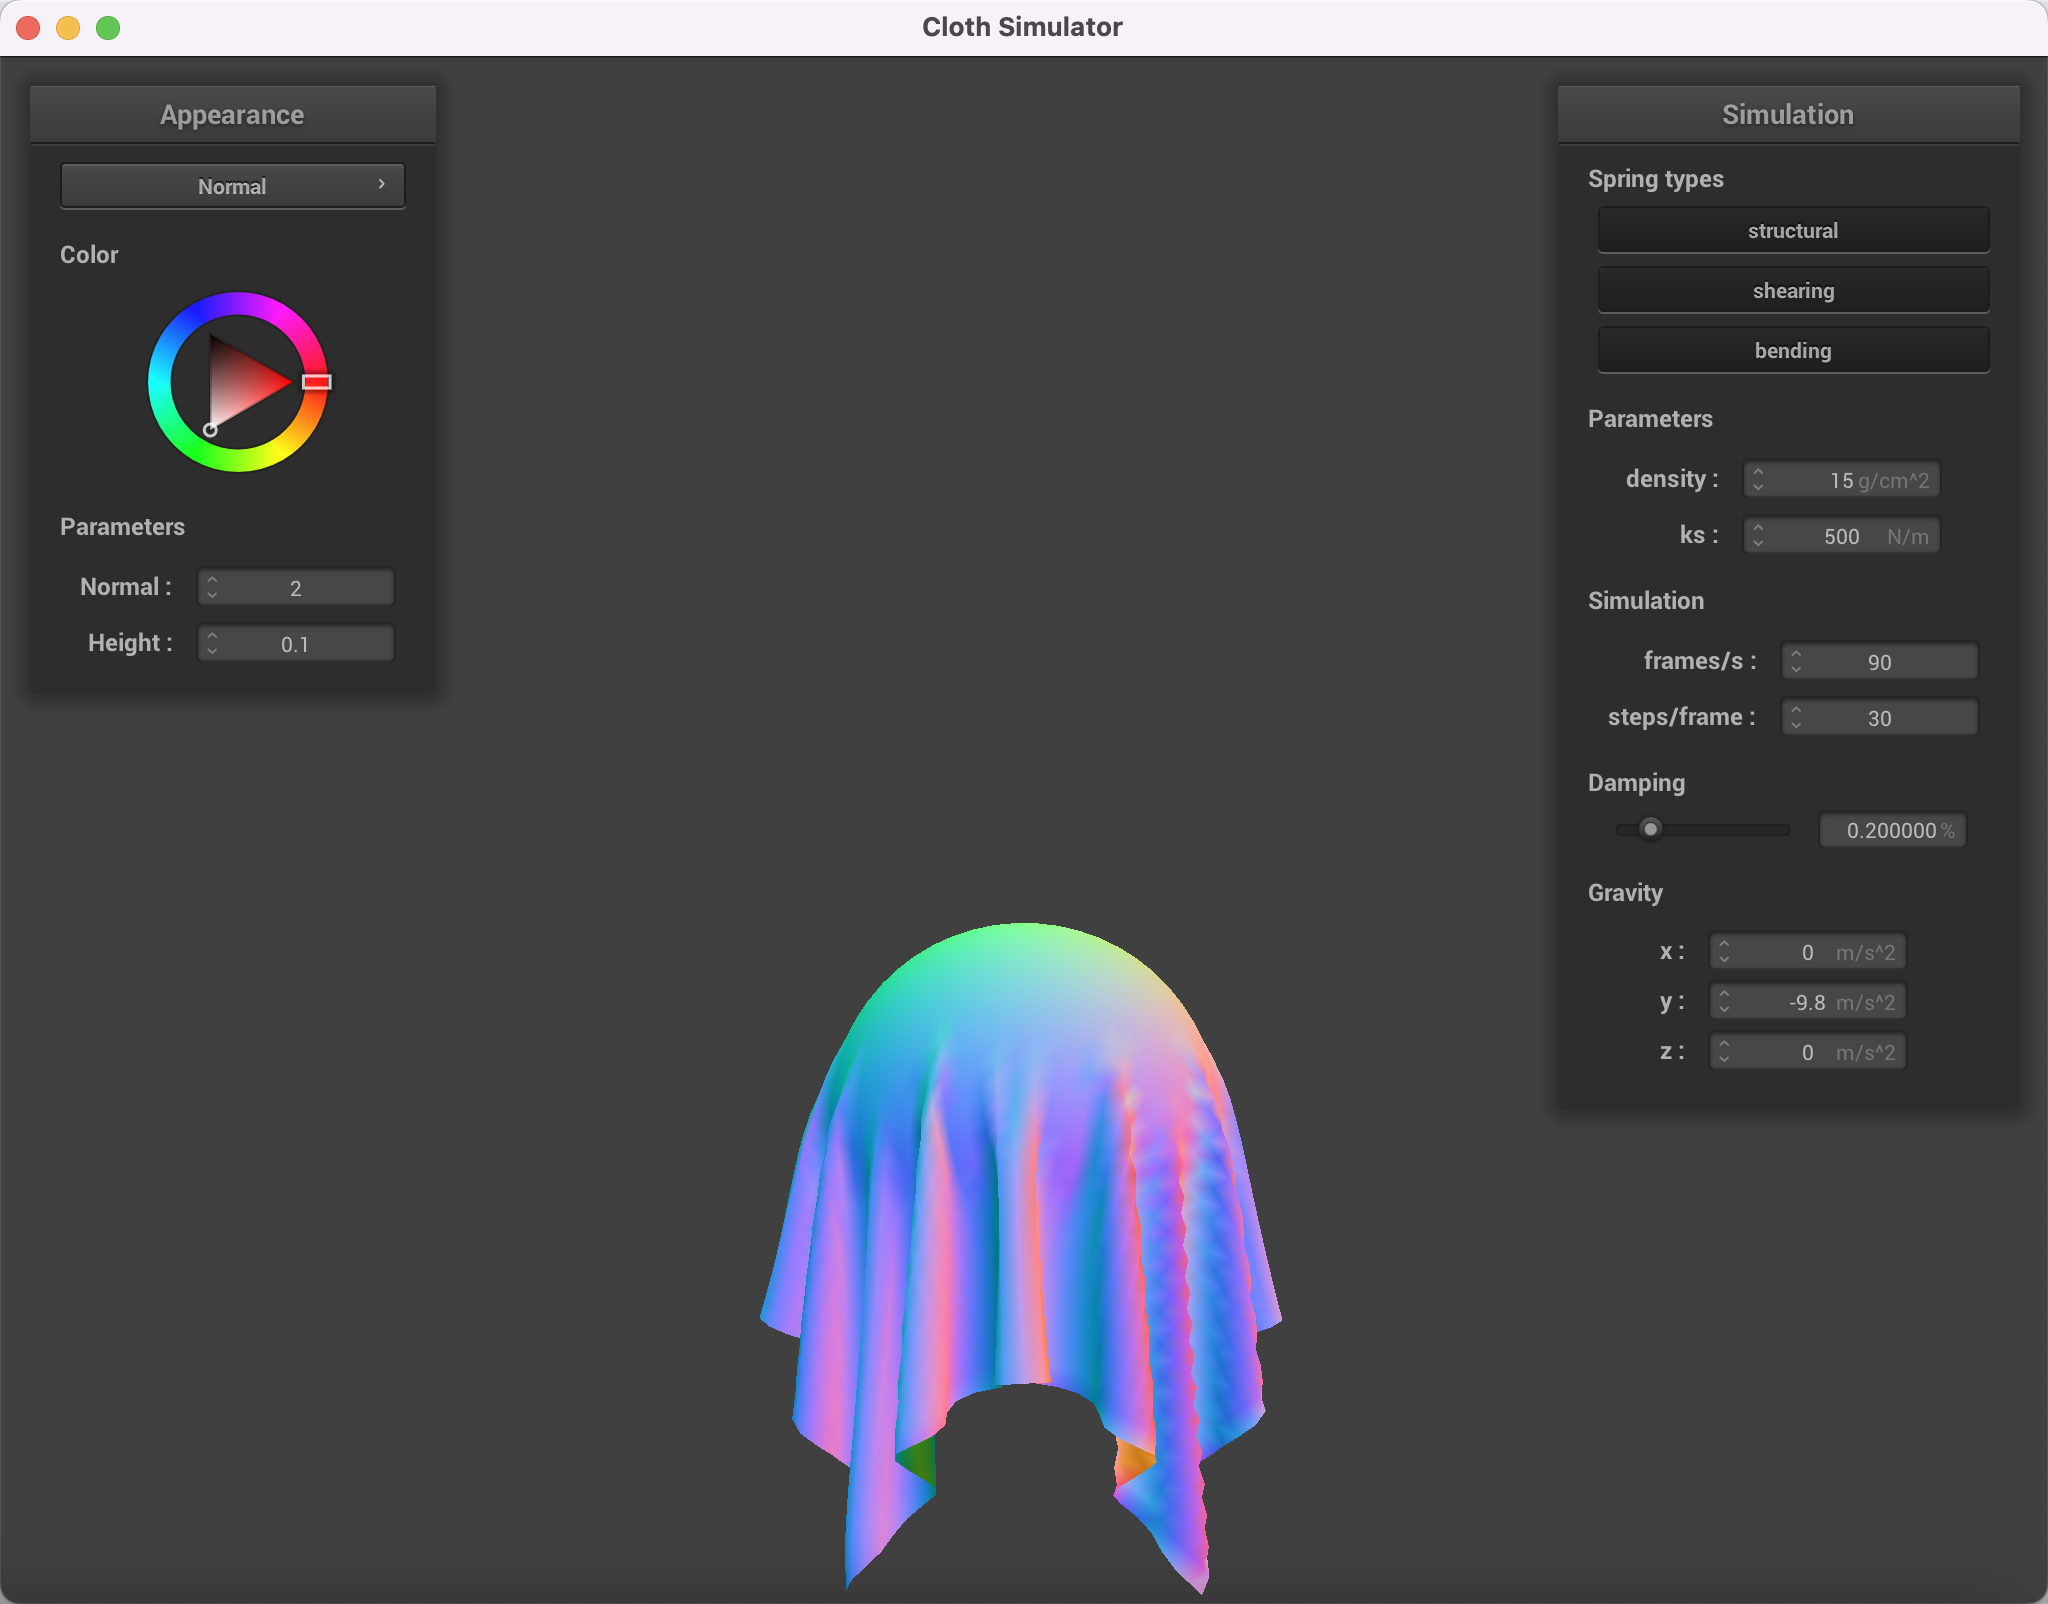 Cloth Simulator
Appearance
Normal
Color
Parameters
Normal : 2
Height : 0.1
Simulation
Spring types
structural
shearing
bending
Parameters
density : 15 g/cm^2
ks : 500 N/m
Simulation
frames/s : 90
steps/frame : 30
Damping
0.200000 %
Gravity
x : 0 m/s^2
y : -9.8 m/s^2
z : 0 m/s^2